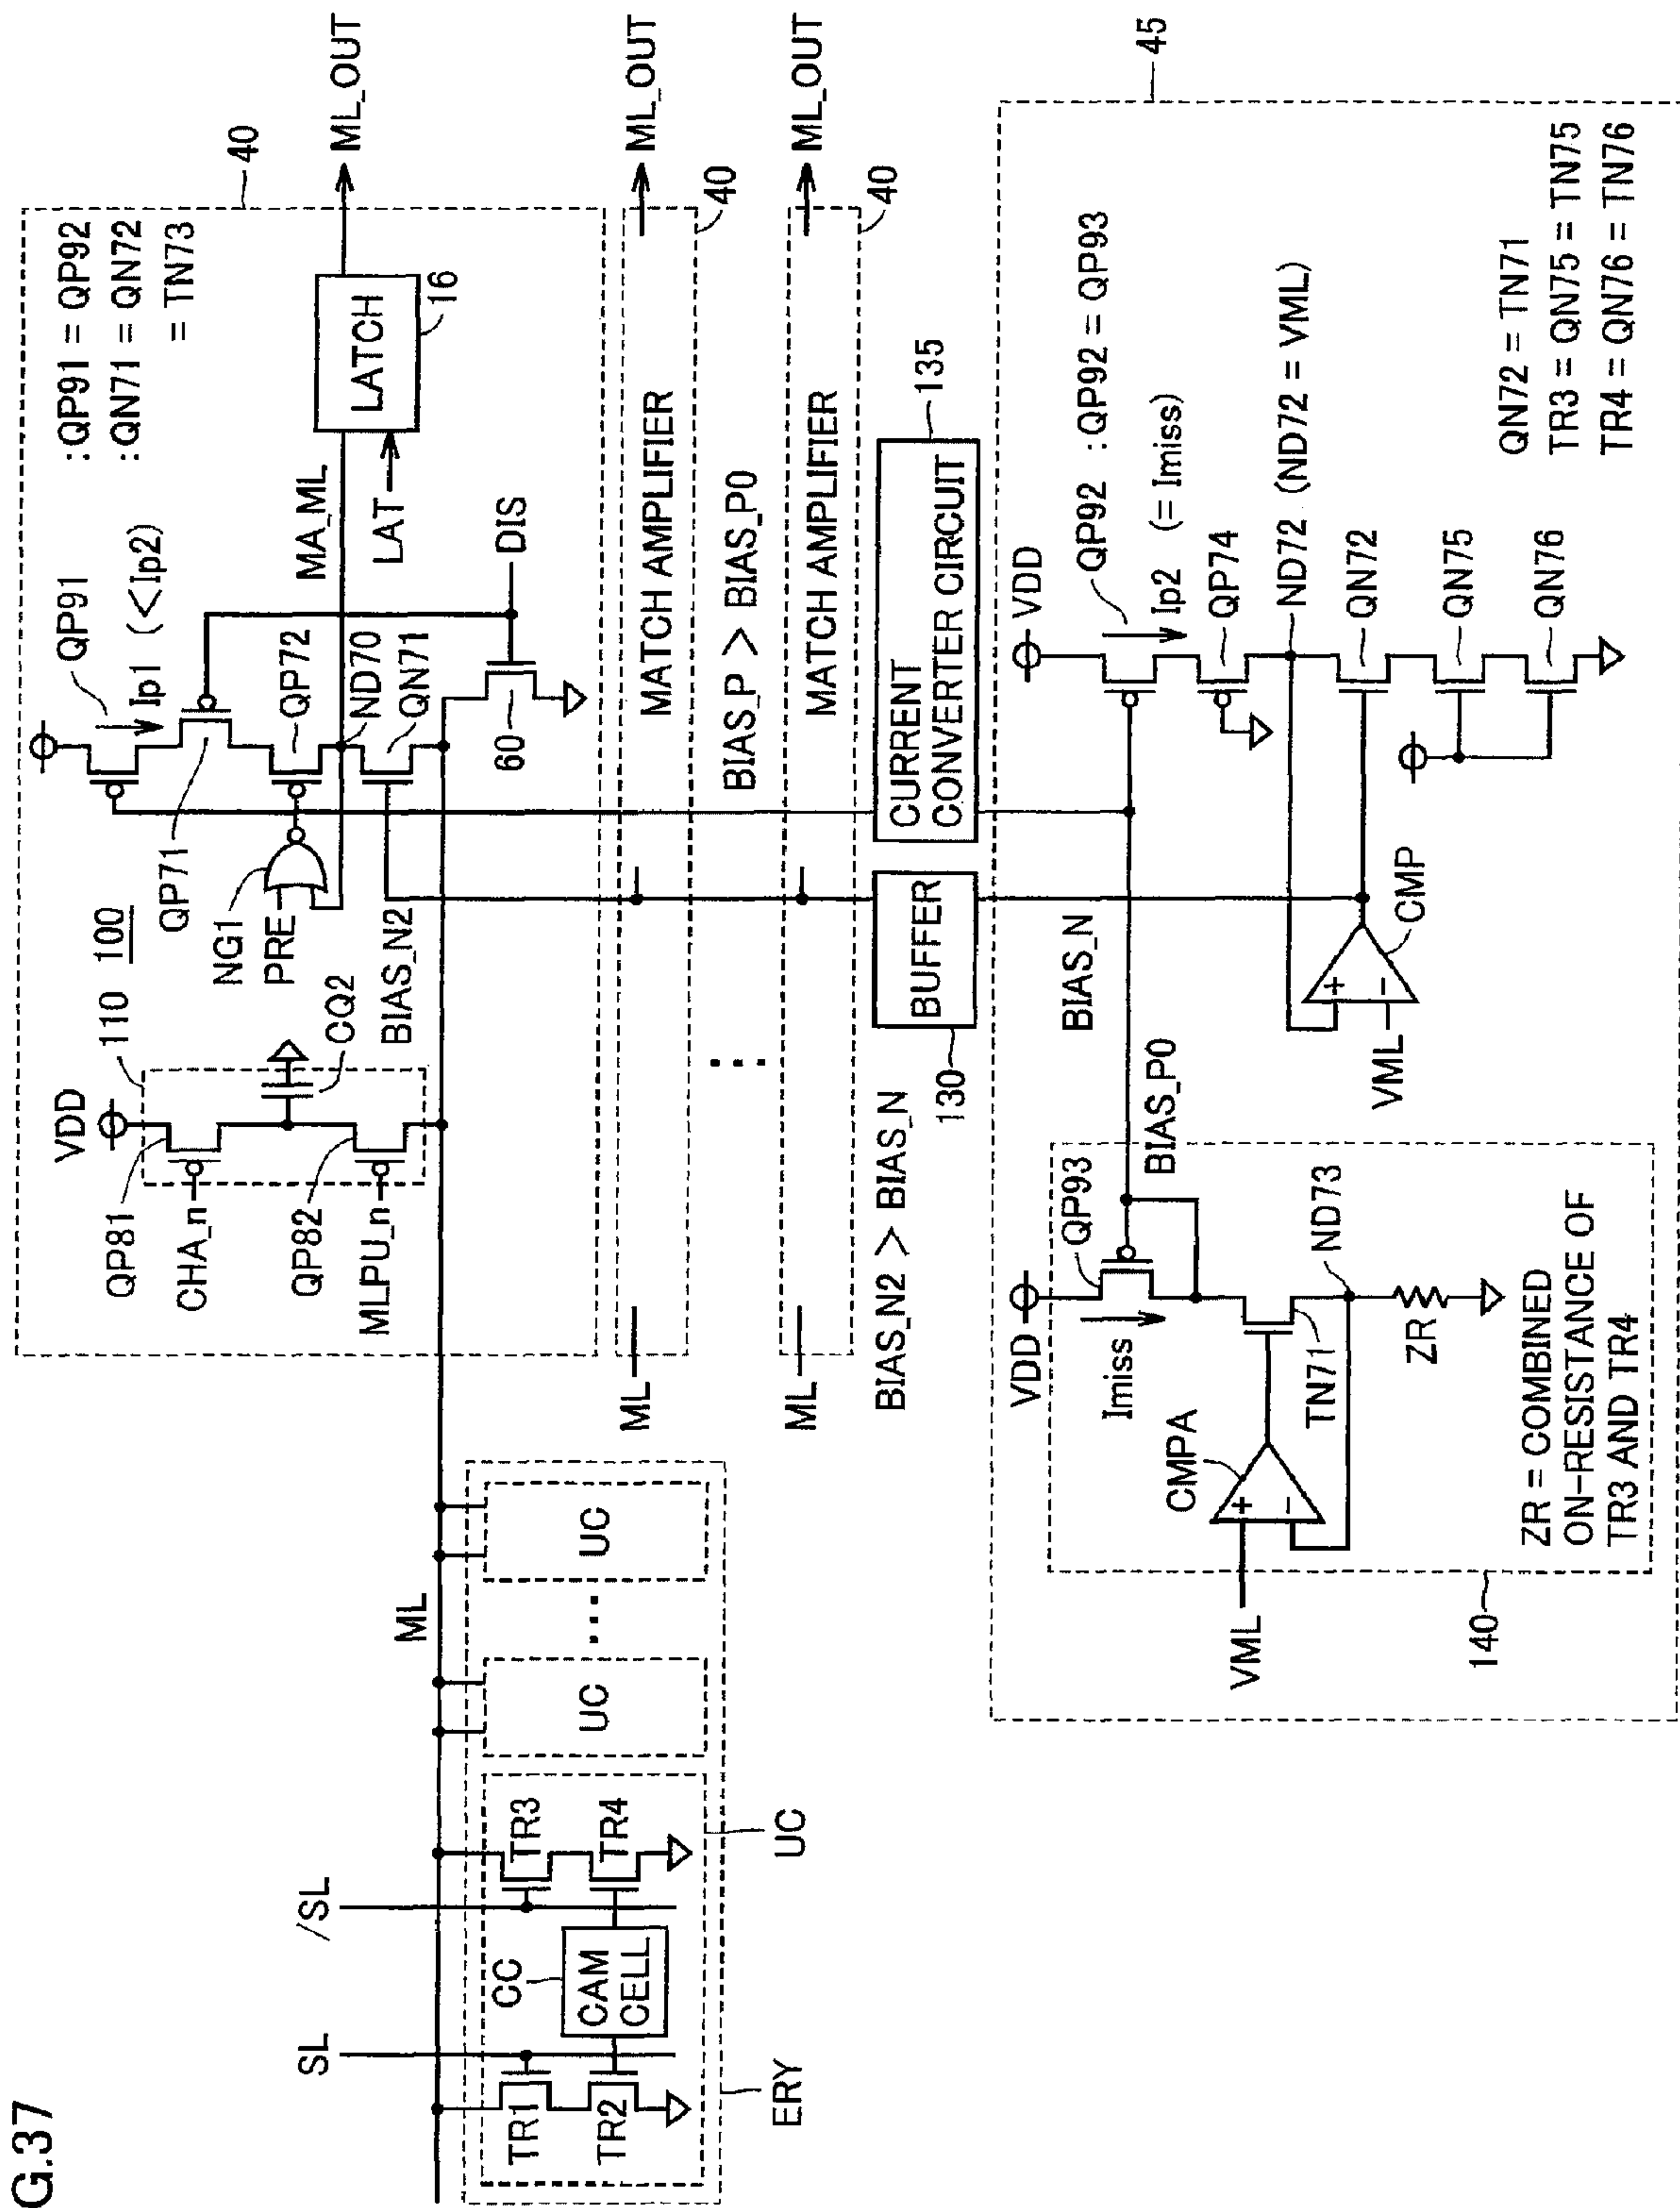 G.37
SL
/SL
ML
TR1
TR2
CC
CAM
CELL
TR3
TR4
UC
UC
UC
ERY
VDD
110
100
QP81
CHA_n
QP82
MLPU_n
CQ2
QP71
NG1
PRE
BIAS_N2
QP91
Ip1 (<Ip2)
QP72
ND70
QN71
60
DIS
MA_ML
LAT
LATCH
16
:QP91 = QP92
:QN71 = QN72
= TN73
40
ML_OUT
ML
MATCH AMPLIFIER
40
ML_OUT
ML
MATCH AMPLIFIER
40
ML_OUT
BIAS_P > BIAS_P0
BIAS_N2 > BIAS_N
130
BUFFER
CURRENT
CONVERTER CIRCUIT
135
BIAS_N
45
VDD
Imiss
QP93
BIAS_P0
CMPA
VML
TN71
ND73
ZR
ZR = COMBINED
ON-RESISTANCE OF
TR3 AND TR4
140
VDD
QP92 :QP92 = QP93
Ip2 (= Imiss)
QP74
ND72 (ND72 = VML)
QN72
QN75
QN76
VML
CMP
+
−
+
−
QN72 = TN71
TR3 = QN75 = TN75
TR4 = QN76 = TN76